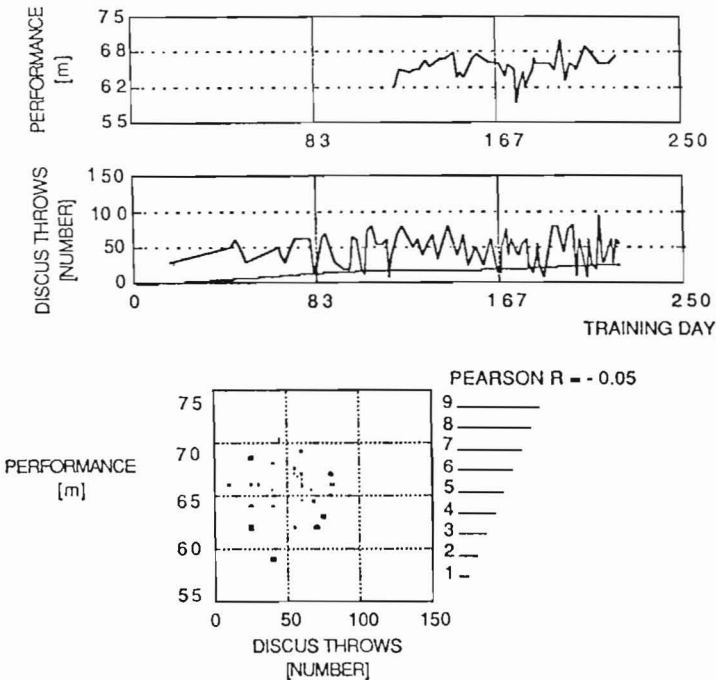 PERFORMANCE
[m]
75
68
62
55
83 167 250
DISCUS THROWS
[NUMBER]
150
100
50
0
0 83 167 250
TRAINING DAY
PEARSON R = - 0.05
PERFORMANCE
[m]
75
70
65
60
55
0 50 100 150
DISCUS THROWS
[NUMBER]
9
8
7
6
5
4
3
2
1